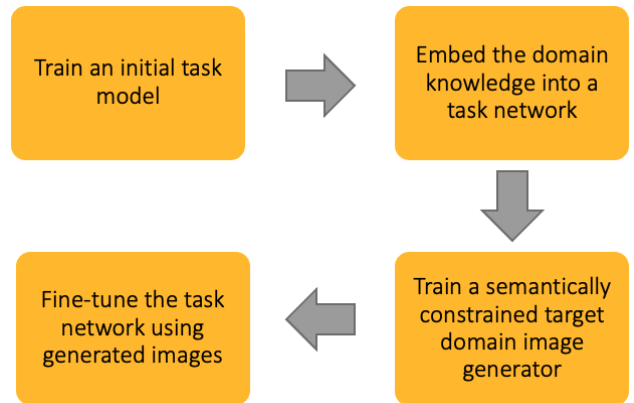 Train an initial task
model
Embed the domain
knowledge into a
task network
Train a semantically
constrained target
domain image
generator
Fine-tune the task
network using
generated images